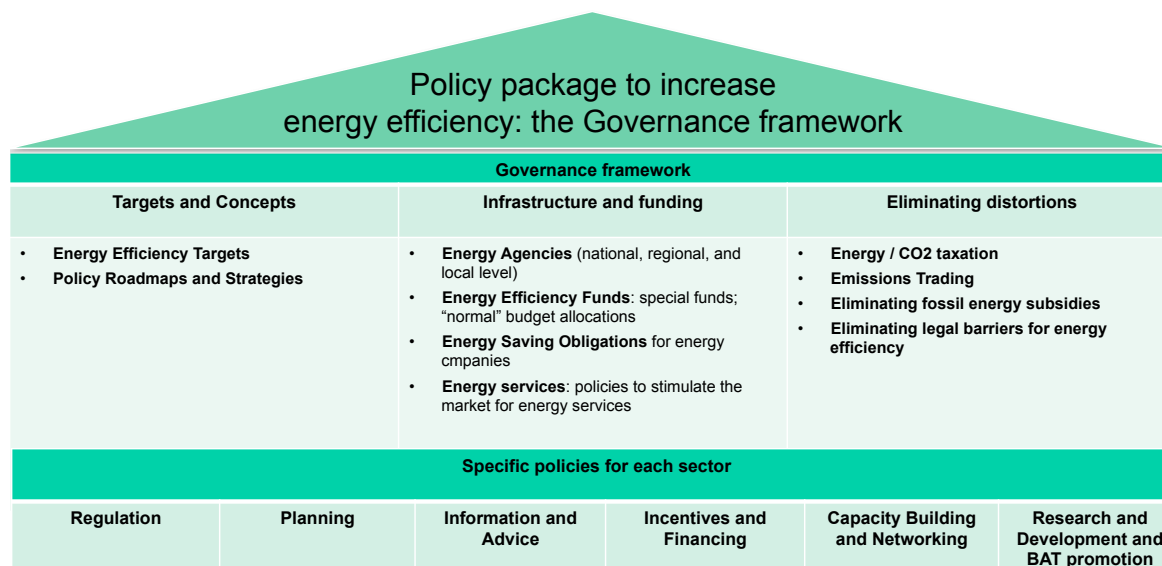 Policy package to increase
energy efficiency: the Governance framework
Governance framework
Targets and Concepts
Infrastructure and funding
Eliminating distortions
• Energy Efficiency Targets
• Policy Roadmaps and Strategies
• Energy Agencies (national, regional, and
local level)
• Energy Efficiency Funds: special funds;
“normal” budget allocations
• Energy Saving Obligations for energy
cmpanies
• Energy services: policies to stimulate the
market for energy services
• Energy / CO2 taxation
• Emissions Trading
• Eliminating fossil energy subsidies
• Eliminating legal barriers for energy
efficiency
Specific policies for each sector
Regulation
Planning
Information and
Advice
Incentives and
Financing
Capacity Building
and Networking
Research and
Development and
BAT promotion